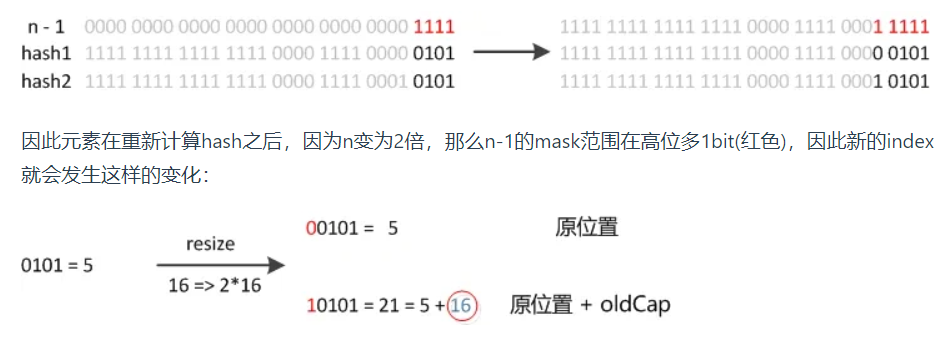 n - 1 0000 0000 0000 0000 0000 0000 0000 1111 1111 1111 1111 1111 0000 1111 0001 1111
hash1 1111 1111 1111 1111 0000 1111 0000 0101 1111 1111 1111 1111 0000 1111 0000 0101
hash2 1111 1111 1111 1111 0000 1111 0001 0101 1111 1111 1111 1111 0000 1111 0001 0101
因此元素在重新计算hash之后，因为n变为2倍，那么n-1的mask范围在高位多1bit(红色)，因此新的index
就会发生这样的变化：
00101 = 5 原位置
resize
0101 = 5
16 => 2*16
10101 = 21 = 5 + 16 原位置 + oldCap